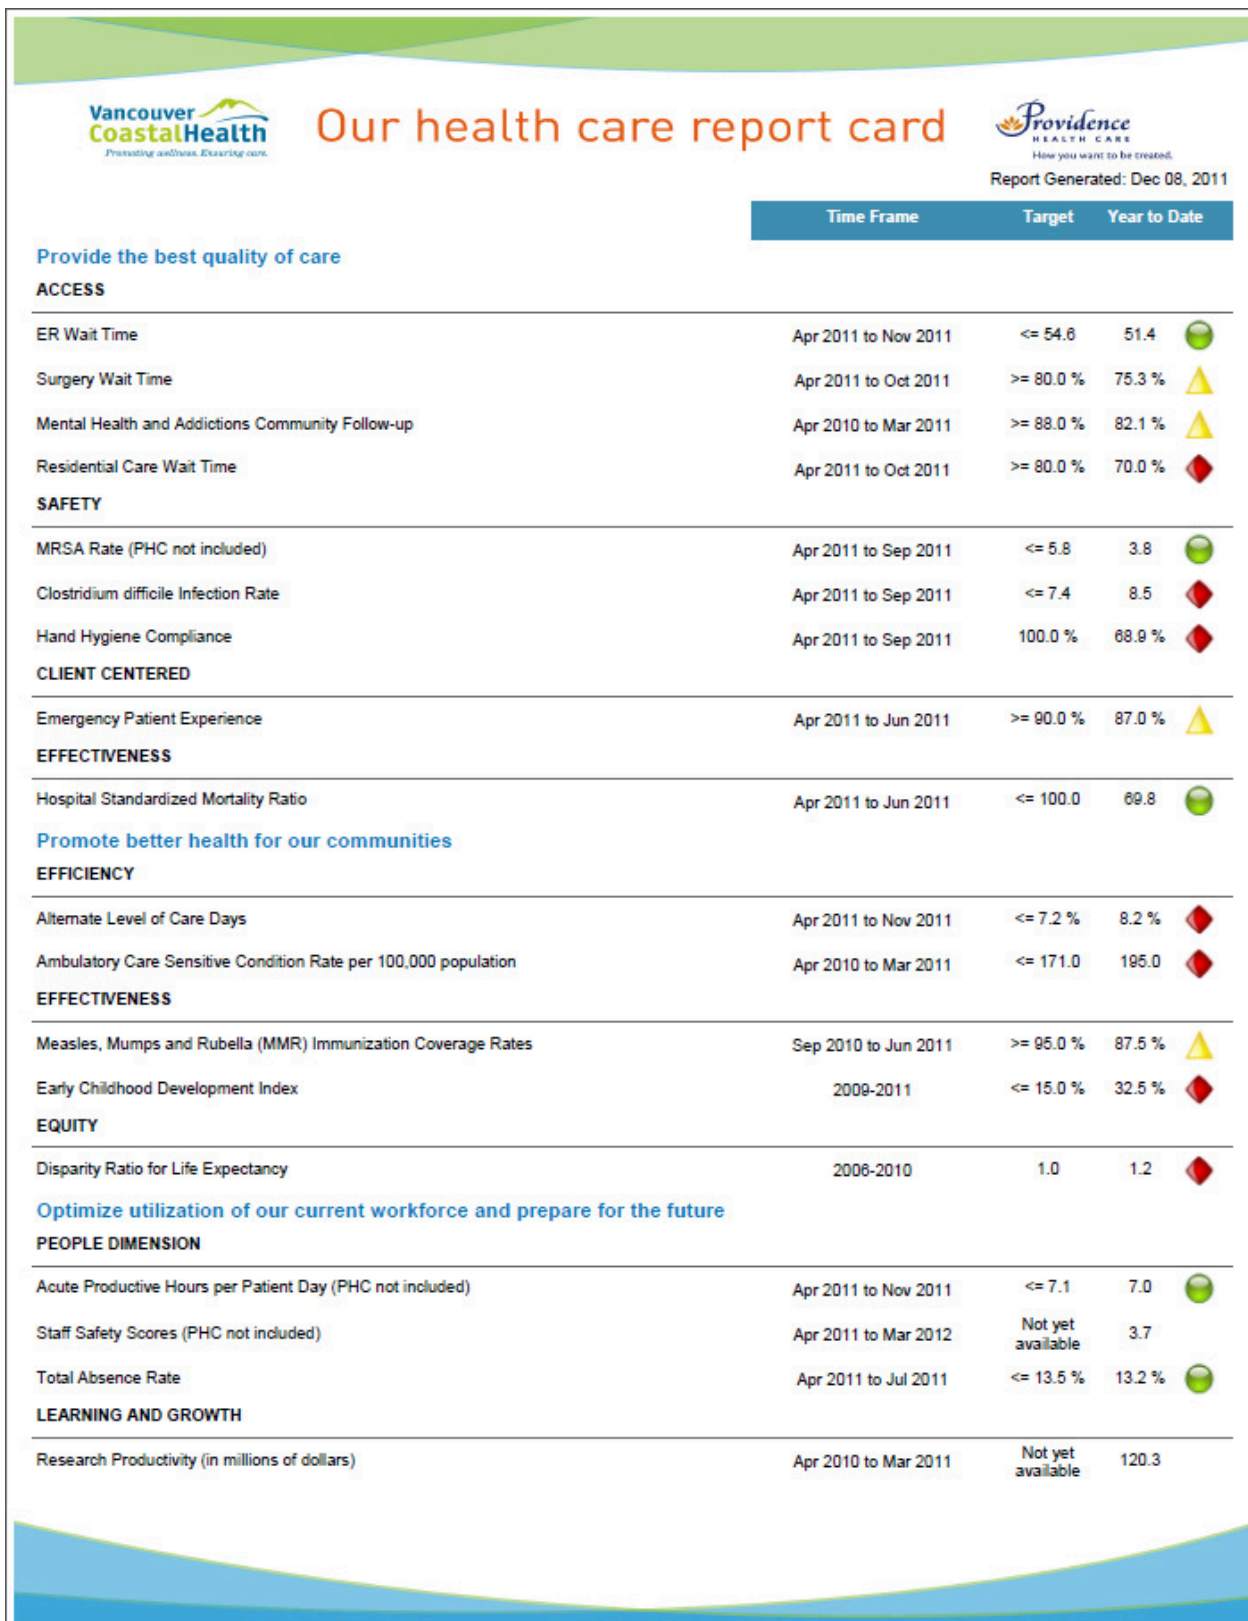 Vancouver
CoastalHealth
Promoting wellness. Ensuring care.
Our health care report card
Providence
HEALTH CARE
How you want to be treated.
Report Generated: Dec 08, 2011
Time Frame Target Year to Date
Provide the best quality of care
ACCESS
ER Wait Time Apr 2011 to Nov 2011 <= 54.6 51.4
Surgery Wait Time Apr 2011 to Oct 2011 >= 80.0 % 75.3 %
Mental Health and Addictions Community Follow-up Apr 2010 to Mar 2011 >= 88.0 % 82.1 %
Residential Care Wait Time Apr 2011 to Oct 2011 >= 80.0 % 70.0 %
SAFETY
MRSA Rate (PHC not included) Apr 2011 to Sep 2011 <= 5.8 3.8
Clostridium difficile Infection Rate Apr 2011 to Sep 2011 <= 7.4 8.5
Hand Hygiene Compliance Apr 2011 to Sep 2011 100.0 % 68.9 %
CLIENT CENTERED
Emergency Patient Experience Apr 2011 to Jun 2011 >= 90.0 % 87.0 %
EFFECTIVENESS
Hospital Standardized Mortality Ratio Apr 2011 to Jun 2011 <= 100.0 69.8
Promote better health for our communities
EFFICIENCY
Alternate Level of Care Days Apr 2011 to Nov 2011 <= 7.2 % 8.2 %
Ambulatory Care Sensitive Condition Rate per 100,000 population Apr 2010 to Mar 2011 <= 171.0 195.0
EFFECTIVENESS
Measles, Mumps and Rubella (MMR) Immunization Coverage Rates Sep 2010 to Jun 2011 >= 95.0 % 87.5 %
Early Childhood Development Index 2009-2011 <= 15.0 % 32.5 %
EQUITY
Disparity Ratio for Life Expectancy 2006-2010 1.0 1.2
Optimize utilization of our current workforce and prepare for the future
PEOPLE DIMENSION
Acute Productive Hours per Patient Day (PHC not included) Apr 2011 to Nov 2011 <= 7.1 7.0
Staff Safety Scores (PHC not included) Apr 2011 to Mar 2012 Not yet available 3.7
Total Absence Rate Apr 2011 to Jul 2011 <= 13.5 % 13.2 %
LEARNING AND GROWTH
Research Productivity (in millions of dollars) Apr 2010 to Mar 2011 Not yet available 120.3